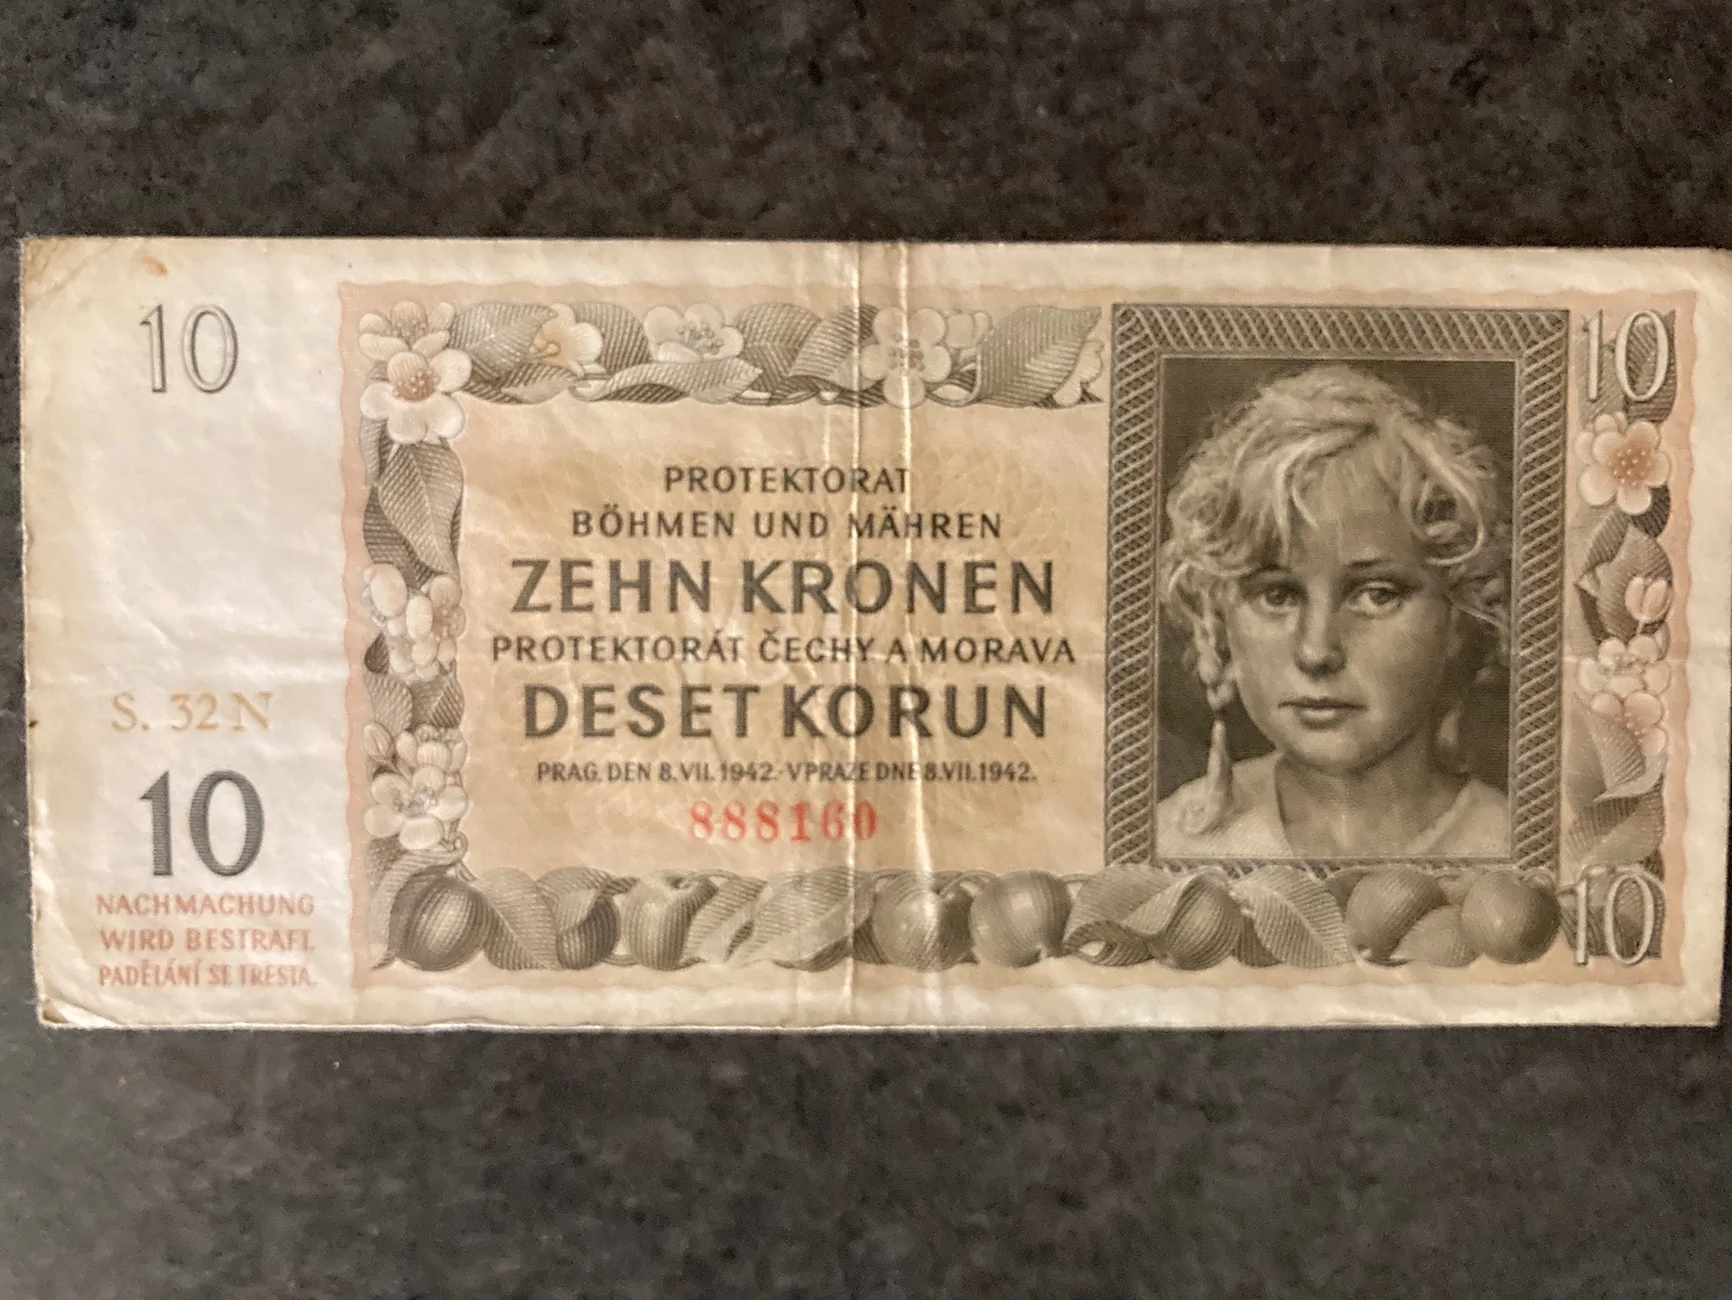 10
10
PROTEKTORAT
BÖHMEN UND MÄHREN
ZEHN KRONEN
PROTEKTORÁT ČECHY A MORAVA
DESET KORUN
PRAG, DEN 8. VII. 1942.-V PRAZE DNE 8. VII. 1942.
888160
S. 32 N
10
NACHMACHUNG
WIRD BESTRAFT.
PADĚLÁNÍ SE TRESTÁ.
10